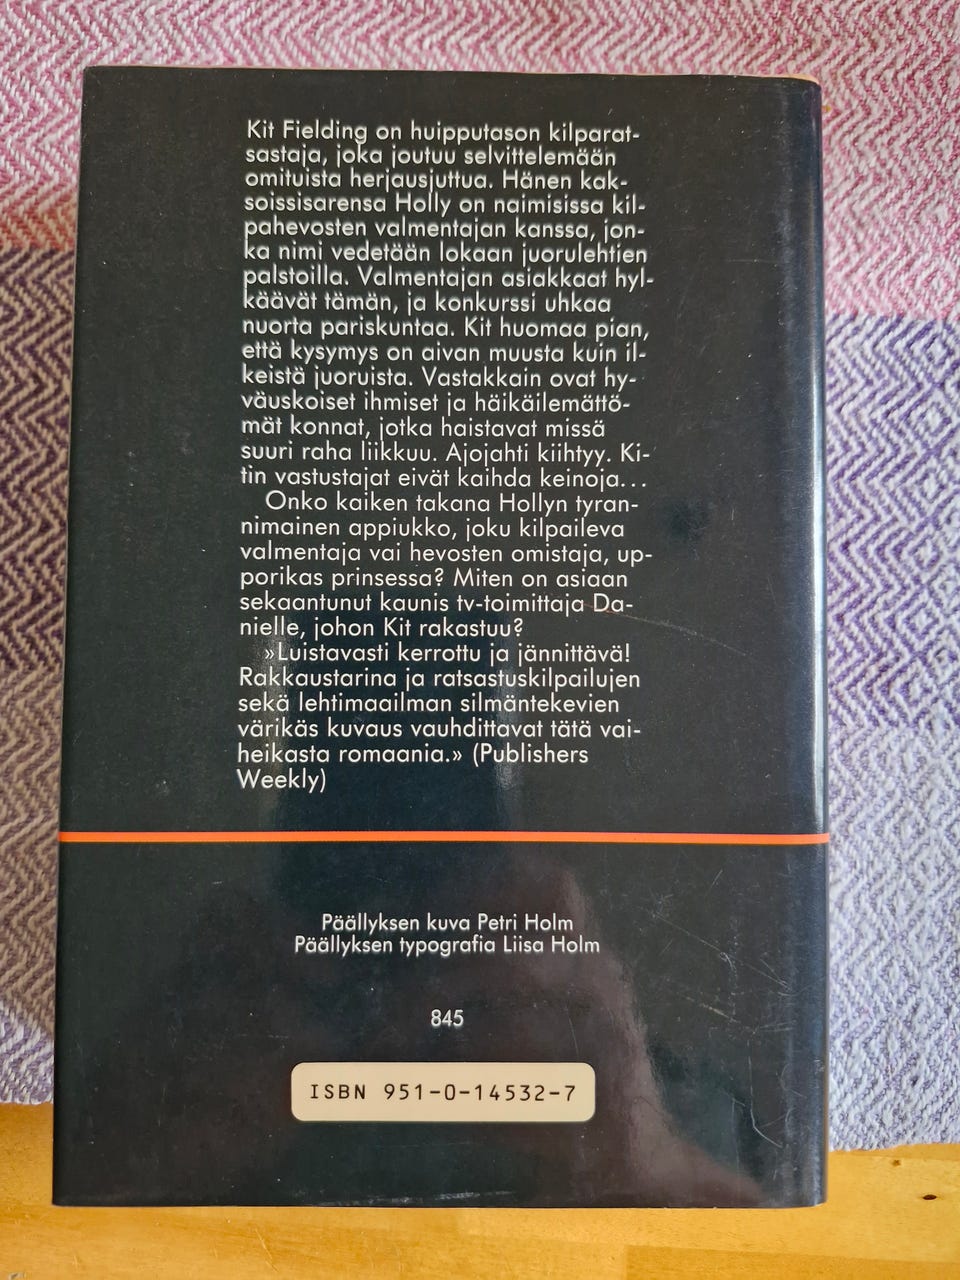 Kit Fielding on huipputason kilparat-
sastaja, joka joutuu selvittelemään
omituista herjausjuttua. Hänen kak-
soissisarensa Holly on naimisissa kil-
pahevosten valmentajan kanssa, jon-
ka nimi vedetään lokaan juorulehtien
palstoilla. Valmentajan asiakkaat hyl-
käävät tämän, ja konkurssi uhkaa
nuorta pariskuntaa. Kit huomaa pian,
että kysymys on aivan muusta kuin il-
keistä juoruista. Vastakkain ovat hy-
väuskoiset ihmiset ja häikäilemättö-
mät konnat, jotka haistavat missä
suuri raha liikkuu. Ajojahti kiihtyy. Ki-
tin vastustajat eivät kaihda keinoja...
Onko kaiken takana Hollyn tyran-
nimainen appiukko, joku kilpaileva
valmentaja vai hevosten omistaja, up-
porikas prinsessa? Miten on asiaan
sekaantunut kaunis tv-toimittaja Da-
nielle, johon Kit rakastuu?
»Luistavasti kerrottu ja jännittävä!
Rakkaustarina ja ratsastuskilpailujen
sekä lehtimaailman silmäntekevien
värikäs kuvaus vauhdittavat tätä vai-
heikasta romaania.» (Publishers
Weekly)
Päällyksen kuva Petri Holm
Päällyksen typografia Liisa Holm
845
ISBN 951-0-14532-7